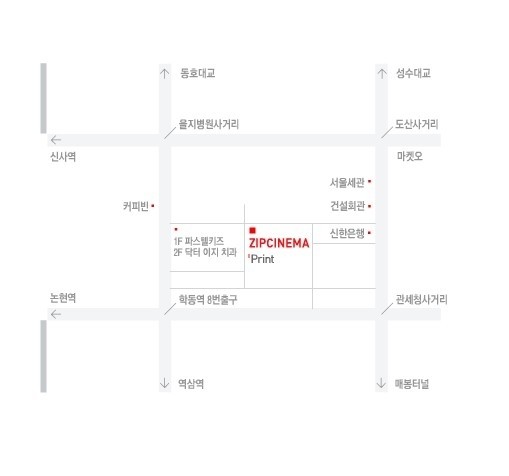 동호대교
성수대교
을지병원사거리
도산사거리
신사역
마켓오
서울세관
커피빈
건설회관
신한은행
1F 파스텔키즈
2F 닥터 이지 치과
ZIPCINEMA
Print
논현역
학동역 8번출구
관세청사거리
역삼역
매봉터널